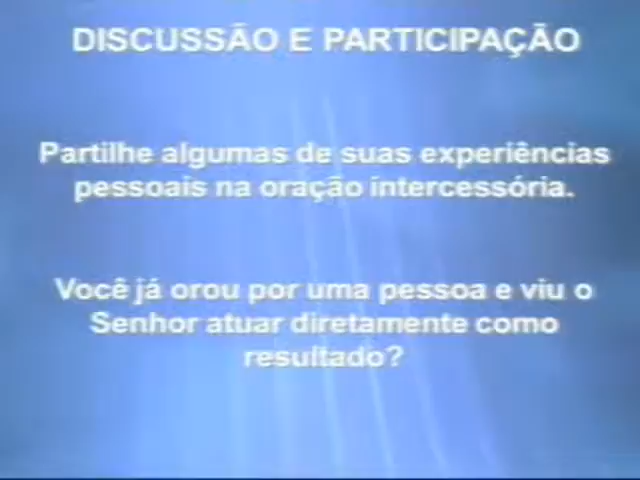 DISCUSSÃO E PARTICIPAÇÃO
Partilhe algumas de suas experiências
pessoais na oração intercessória.
Você já orou por uma pessoa e viu o
Senhor atuar diretamente como
resultado?